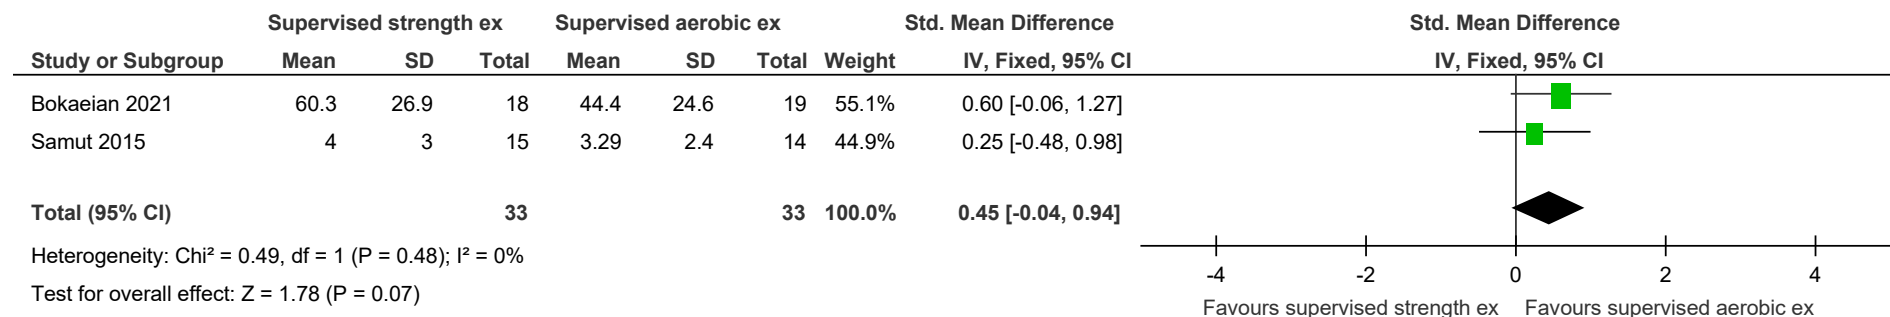 Supervised strength ex Supervised aerobic ex Std. Mean Difference Std. Mean Difference
Study or Subgroup Mean SD Total Mean SD Total Weight IV, Fixed, 95% CI IV, Fixed, 95% CI
Bokaeian 2021 60.3 26.9 18 44.4 24.6 19 55.1% 0.60 [-0.06, 1.27]
Samut 2015 4 3 15 3.29 2.4 14 44.9% 0.25 [-0.48, 0.98]
Total (95% CI) 33 33 100.0% 0.45 [-0.04, 0.94]
Heterogeneity: Chi² = 0.49, df = 1 (P = 0.48); I² = 0%
Test for overall effect: Z = 1.78 (P = 0.07)
-4 -2 0 2 4
Favours supervised strength ex Favours supervised aerobic ex